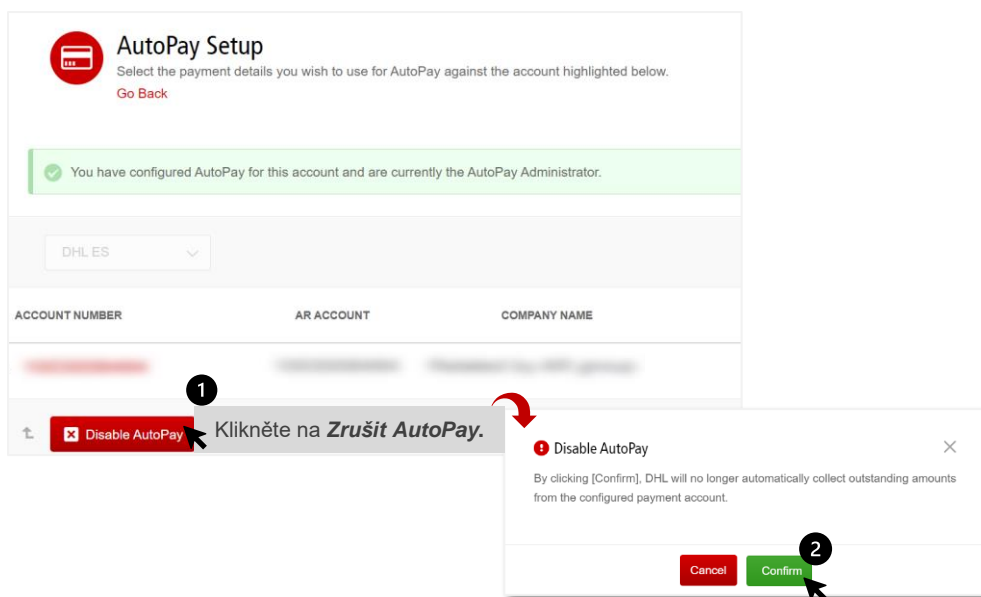 AutoPay Setup
Select the payment details you wish to use for AutoPay against the account highlighted below.
Go Back
You have configured AutoPay for this account and are currently the AutoPay Administrator.
DHL ES
ACCOUNT NUMBER AR ACCOUNT COMPANY NAME
1
Disable AutoPay
Klikněte na Zrušit AutoPay.
Disable AutoPay
By clicking [Confirm], DHL will no longer automatically collect outstanding amounts
from the configured payment account.
2
Cancel Confirm